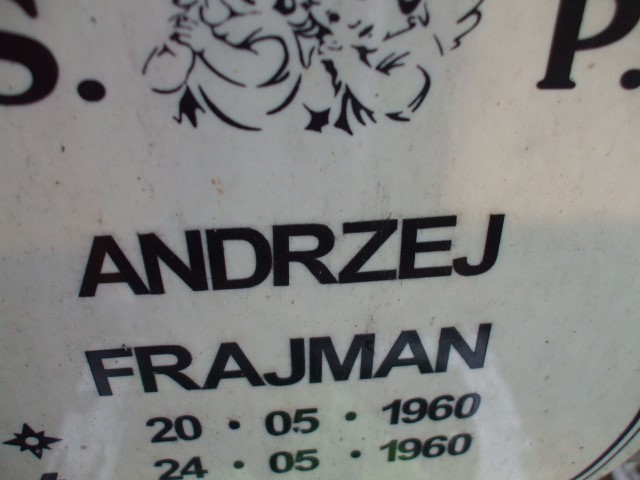 S. P.
ANDRZEJ
FRAJMAN
20 • 05 • 1960
24 • 05 • 1960